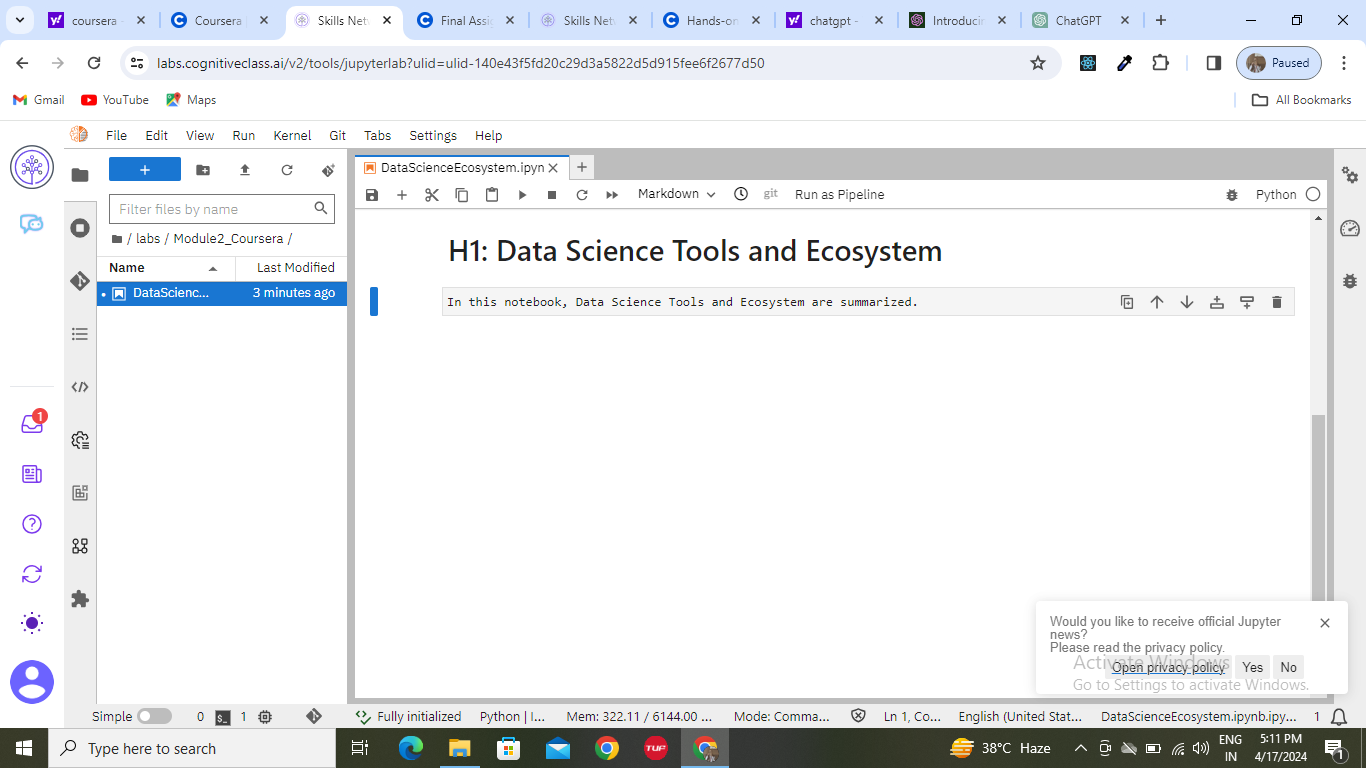 coursera -
Coursera
Skills Net
Final Assig
Skills Net
Hands-on
chatgpt -
Introducin
ChatGPT
labs.cognitiveclass.ai/v2/tools/jupyterlab?ulid=ulid-140e43f5fd20c29d3a5822d5d915fee6f2677d50
Paused
Gmail
YouTube
Maps
All Bookmarks
File Edit View Run Kernel Git Tabs Settings Help
DataScienceEcosystem.ipyn
Filter files by name
Markdown
git
Run as Pipeline
Python
/ labs / Module2_Coursera /
Name
Last Modified
DataScienc...
3 minutes ago
H1: Data Science Tools and Ecosystem
In this notebook, Data Science Tools and Ecosystem are summarized.
1
Would you like to receive official Jupyter
news?
Please read the privacy policy.
Open privacy policy
Yes
No
Activate Windows
Go to Settings to activate Windows.
Simple
0
$_
1
Fully initialized
Python | I...
Mem: 322.11 / 6144.00 ...
Mode: Comma...
Ln 1, Co...
English (United Stat...
DataScienceEcosystem.ipynb.ipy...
1
Type here to search
TUF
38°C Haze
ENG
IN
5:11 PM
4/17/2024
1